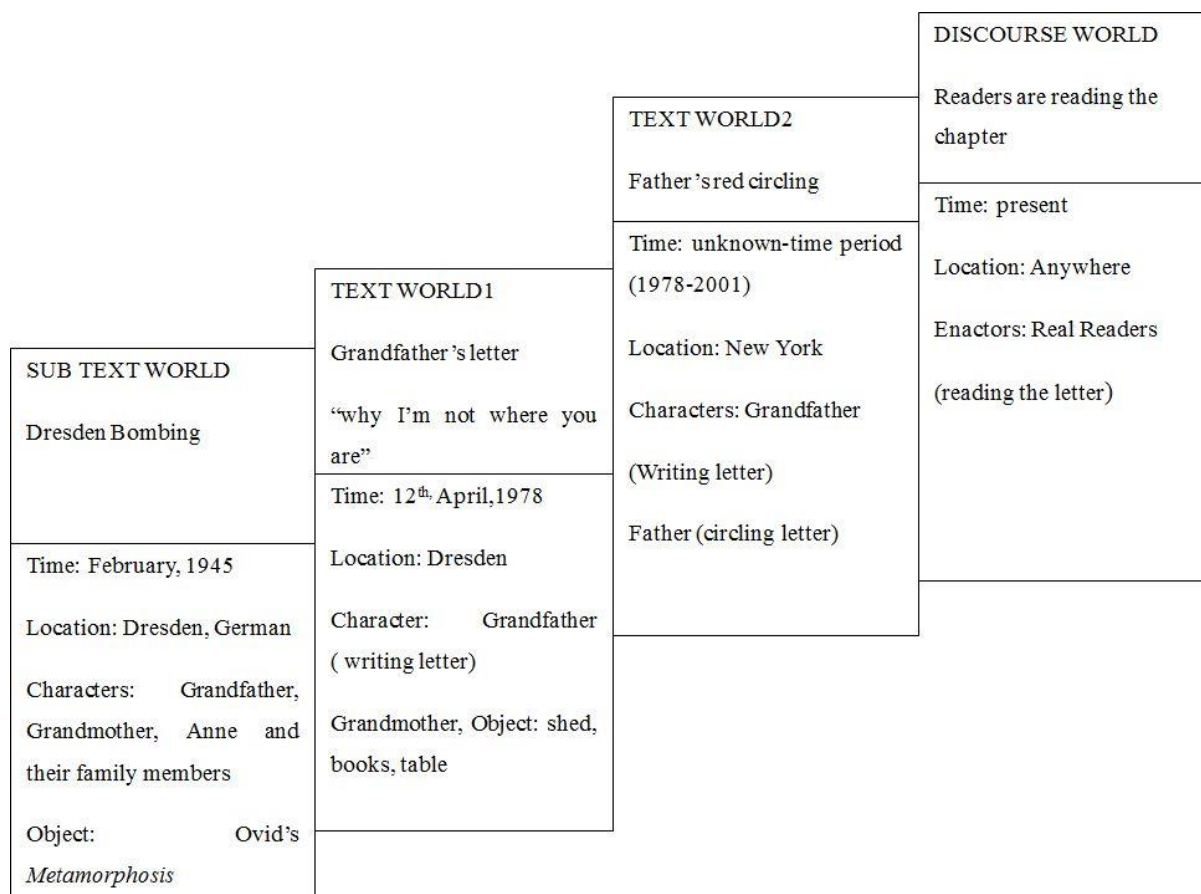 SUB TEXT WORLD
Dresden Bombing
Time: February, 1945
Location: Dresden, German
Characters: Grandfather,
Grandmother, Anne and
their family members
Object: Ovid's
Metamorphosis
TEXT WORLD1
Grandfather's letter
“why I'm not where you
are”
Time: 12th, April,1978
Location: Dresden
Character: Grandfather
( writing letter)
Grandmother, Object: shed,
books, table
TEXT WORLD2
Father's red circling
Time: unknown-time period
(1978-2001)
Location: New York
Characters: Grandfather
(Writing letter)
Father (circling letter)
DISCOURSE WORLD
Readers are reading the
chapter
Time: present
Location: Anywhere
Enactors: Real Readers
(reading the letter)